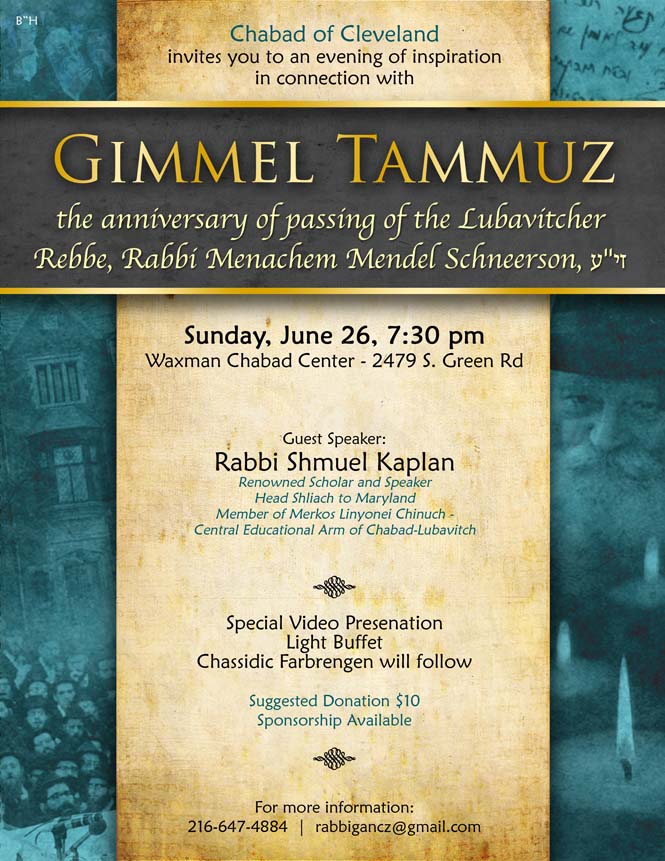 B"H
Chabad of Cleveland
invites you to an evening of inspiration
in connection with
GIMMEL TAMMUZ
the anniversary of passing of the Lubavitcher
Rebbe, Rabbi Menachem Mendel Schneerson, זי"ע
Sunday, June 26, 7:30 pm
Waxman Chabad Center - 2479 S. Green Rd
Guest Speaker:
Rabbi Shmuel Kaplan
Renowned Scholar and Speaker
Head Shliach to Maryland
Member of Merkos Linyonei Chinuch -
Central Educational Arm of Chabad-Lubavitch
Special Video Presenation
Light Buffet
Chassidic Farbrengen will follow
Suggested Donation $10
Sponsorship Available
For more information:
216-647-4884 | rabbigancz@gmail.com